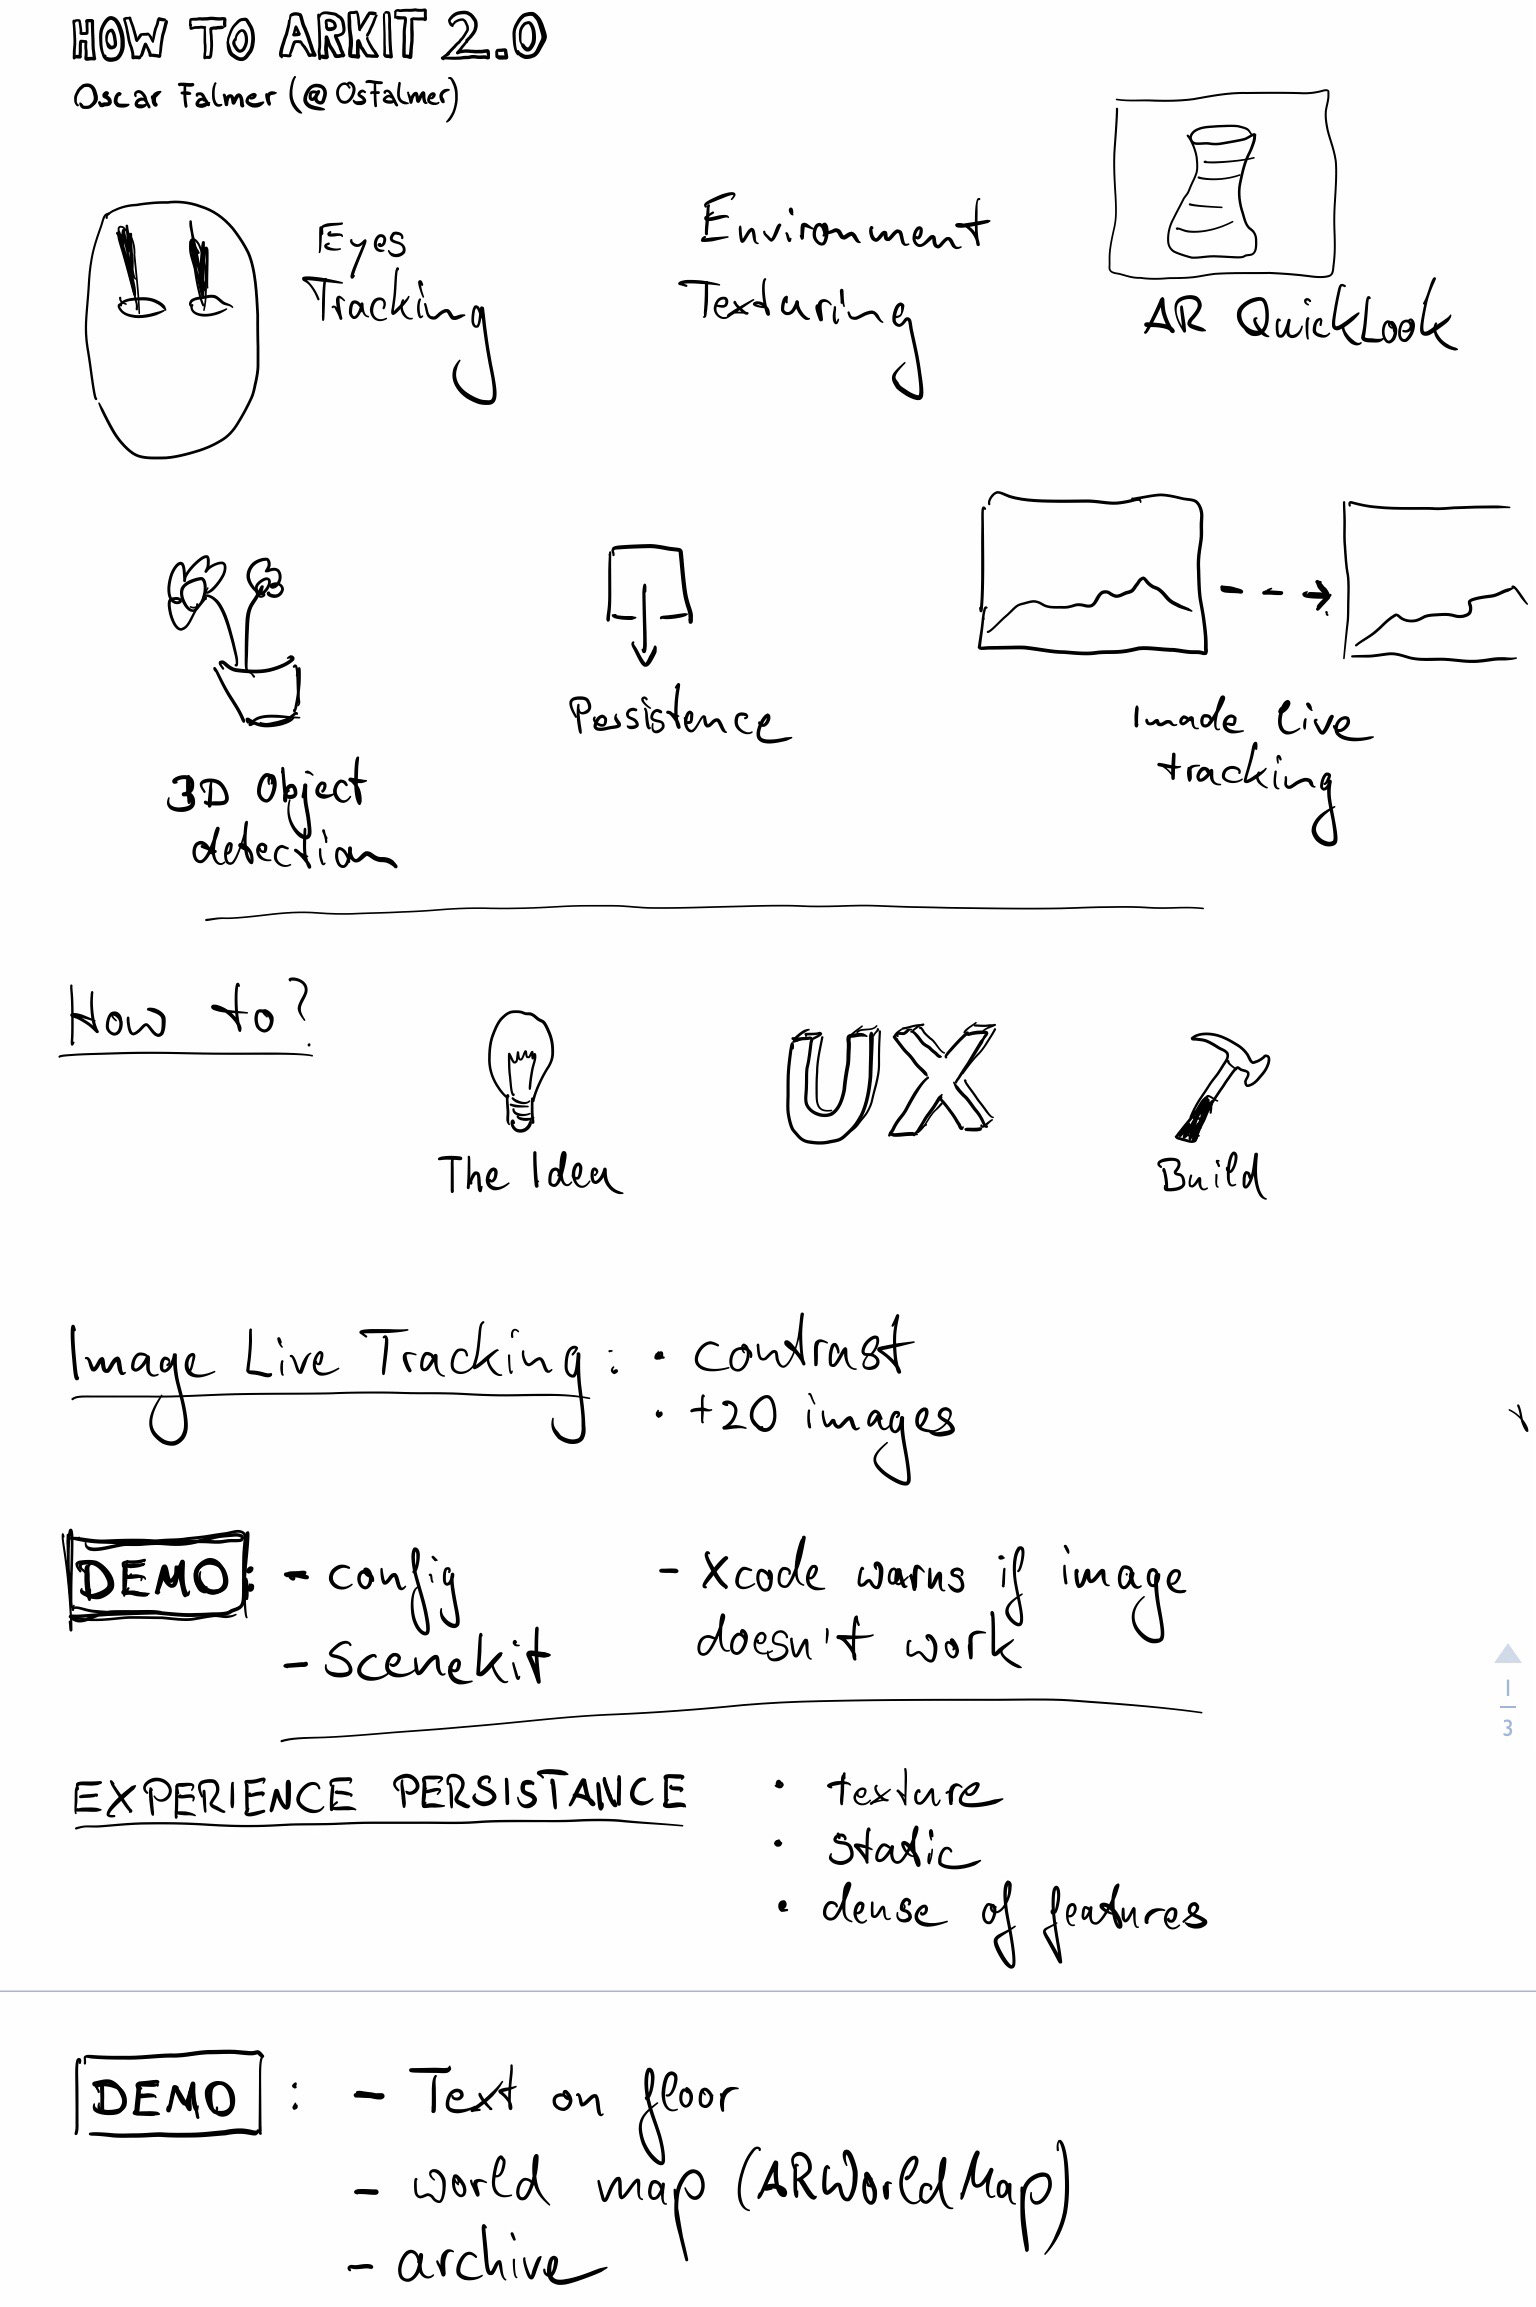 HOW TO ARKIT 2.0
Oscar Falmer (@OsFalmer)
Eyes
Tracking
Environment
Texturing
AR QuickLook
3D Object
detection
Persistence
Imade live
tracking
How to?
The Idea
UX
Build
Image Live Tracking: • contrast
• +20 images
DEMO: - config
- scenekit
- Xcode warns if image
doesn't work
EXPERIENCE PERSISTANCE
• texture
• static
• dense of features
1
3
DEMO : - Text on floor
- world map (ARWorldMap)
- archive